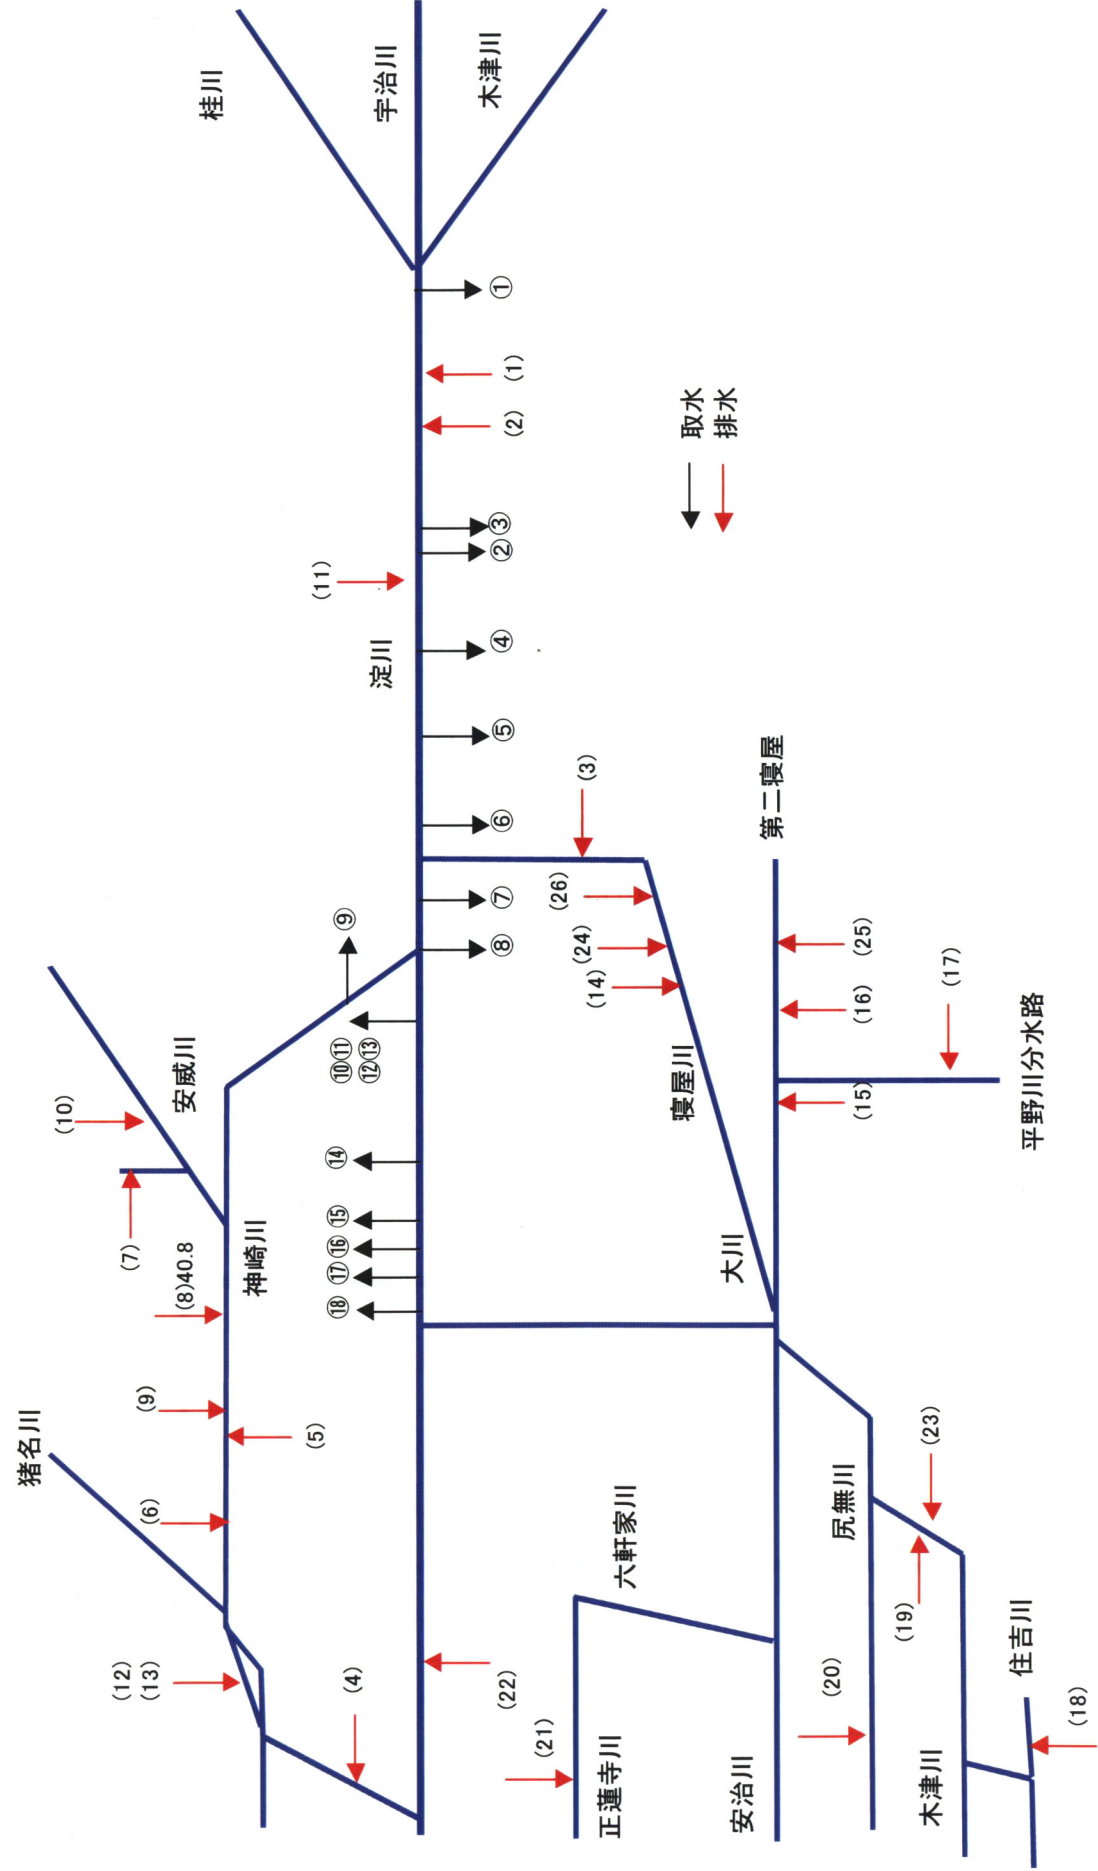 桂川
宇治川
木津川
①
(1)
(2)
取水
排水
③
②
(11)
淀川
④
⑤
⑥
(3)
第二寝屋
⑦
(26)
⑨
⑧
(24)
(25)
(14)
(16)
(17)
⑩⑪
⑫⑬
安威川
(10)
寝屋川
(15)
平野川分水路
⑭
(7)
⑮
⑯
⑰
⑱
神崎川
大川
(8)40.8
(9)
(5)
猪名川
(6)
(23)
尻無川
六軒家川
(19)
住吉川
(12)
(13)
(4)
(22)
(20)
(18)
(21)
正蓮寺川
安治川
木津川